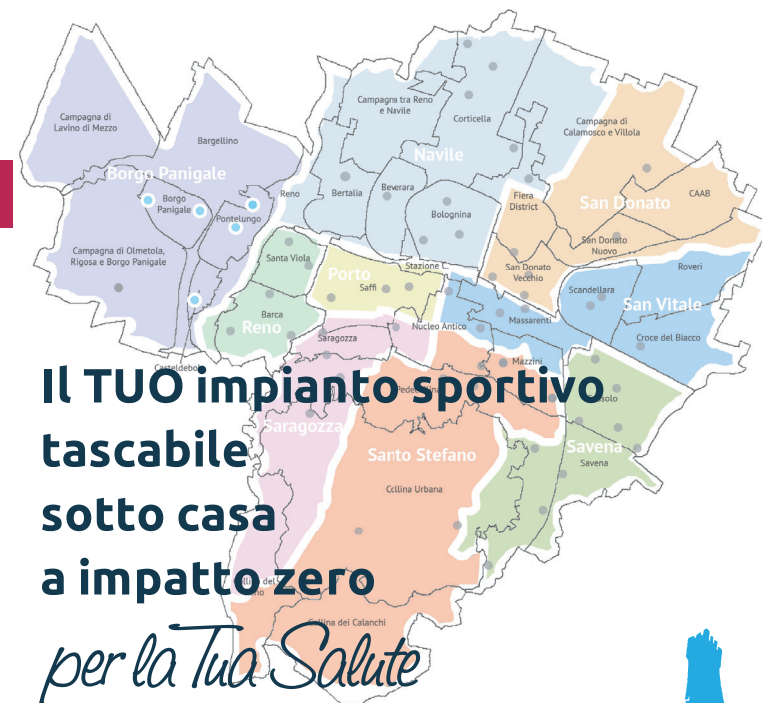 Campagna di
Lavino di Mezzo
Bargellino
Borgo Panigale
Borgo
Panigale
Pontelungo
Campagna di Olmetola,
Rigosa e Borgo Panigale
Campagna tra Reno
e Navile
Corticella
Navile
Reno
Bertalia
Beverara
Bolognina
Campagna di
Calamosco e Villola
CAAB
Fiera
District
San Donato
San Donato
Nuovo
San Donato
Vecchio
Santa Viola
Porto
Stazione C.
Saffi
Barca
Reno
Saragozza
Nucleo Antico
Massarenti
Mazzini
Scandellara
Roveri
San Vitale
Croce del Biacco
Il TUO impianto sportivo
tascabile
sotto casa
a impatto zero
per la Tua Salute
Saragozza
Santo Stefano
Collina Urbana
Savena
Savena
Collina dei Calanchi